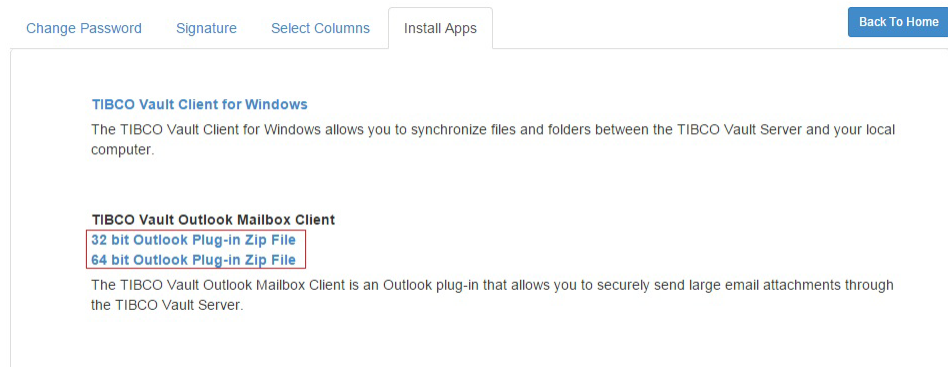 Change Password Signature Select Columns Install Apps Back To Home
TIBCO Vault Client for Windows
The TIBCO Vault Client for Windows allows you to synchronize files and folders between the TIBCO Vault Server and your local
computer.
TIBCO Vault Outlook Mailbox Client
32 bit Outlook Plug-in Zip File
64 bit Outlook Plug-in Zip File
The TIBCO Vault Outlook Mailbox Client is an Outlook plug-in that allows you to securely send large email attachments through
the TIBCO Vault Server.